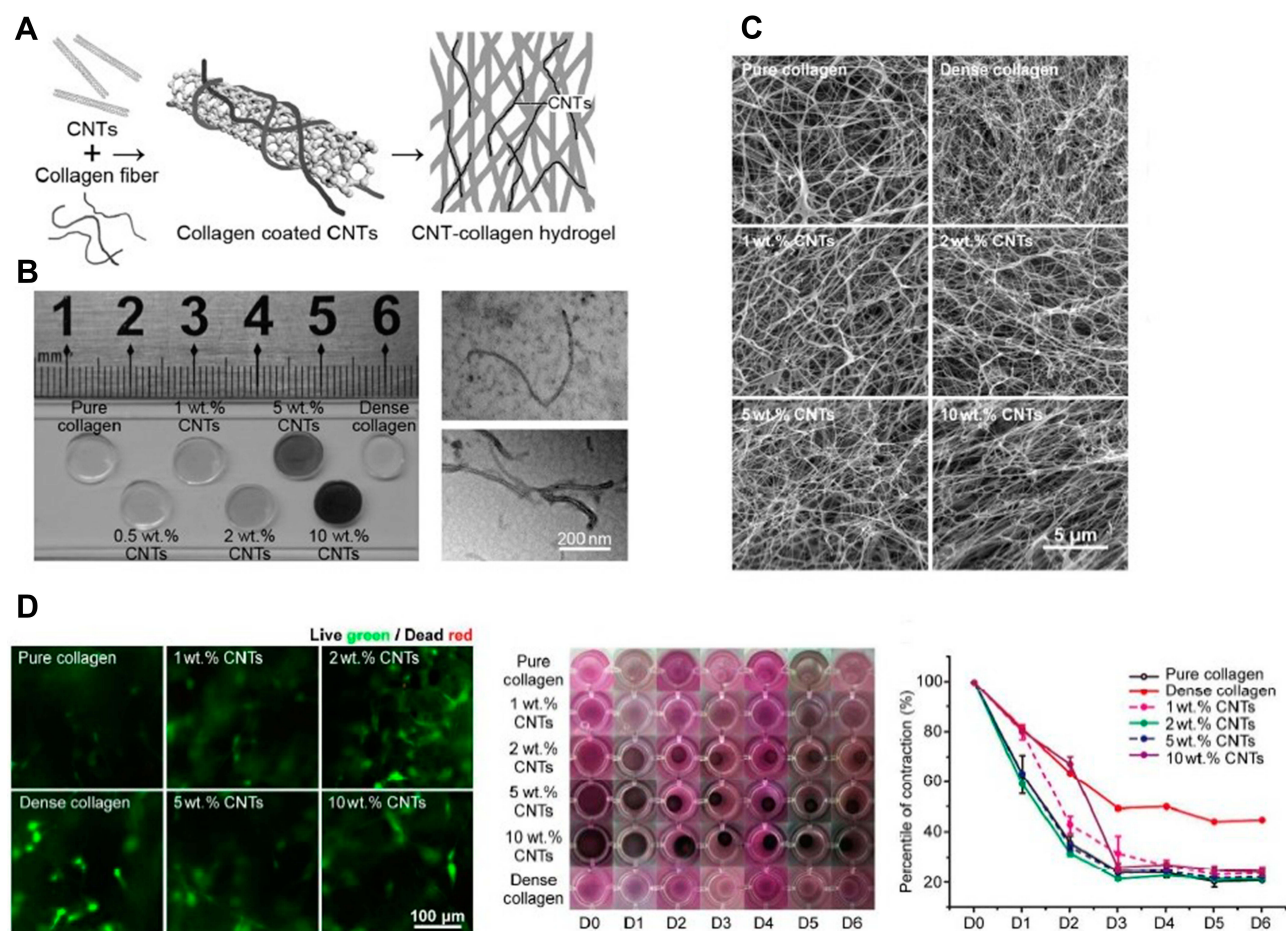 A
CNTs
+
Collagen fiber
Collagen coated CNTs
CNTs
CNT-collagen hydrogel
B
1 2 3 4 5 6
mm
Pure collagen
1 wt.% CNTs
5 wt.% CNTs
Dense collagen
0.5 wt.% CNTs
2 wt.% CNTs
10 wt.% CNTs
200 nm
C
Pure collagen
Dense collagen
1 wt.% CNTs
2 wt.% CNTs
5 wt.% CNTs
10 wt.% CNTs
5 µm
D
Live green / Dead red
Pure collagen
1 wt.% CNTs
2 wt.% CNTs
Dense collagen
5 wt.% CNTs
10 wt.% CNTs
100 µm
Pure collagen
1 wt.% CNTs
2 wt.% CNTs
5 wt.% CNTs
10 wt.% CNTs
Dense collagen
D0 D1 D2 D3 D4 D5 D6
Percentile of contraction (%)
100
80
60
40
20
D0 D1 D2 D3 D4 D5 D6
Pure collagen
Dense collagen
1 wt.% CNTs
2 wt.% CNTs
5 wt.% CNTs
10 wt.% CNTs